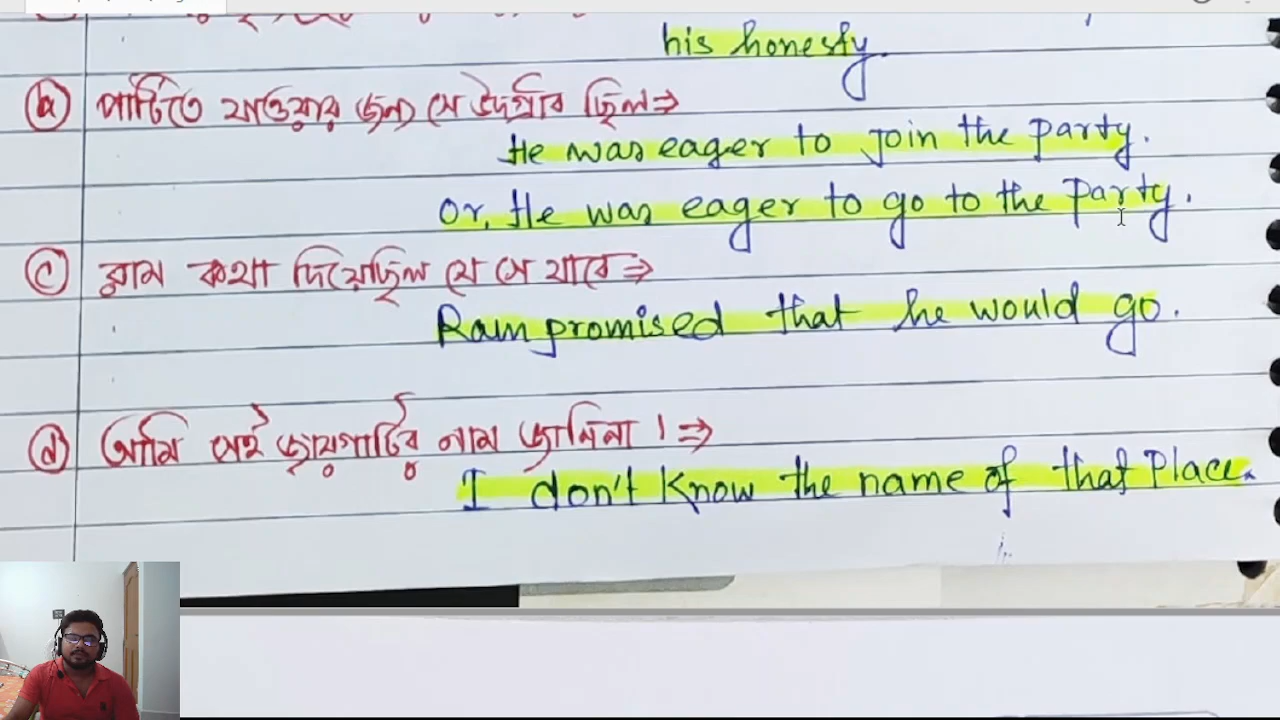 his honesty.
(b) পার্টিতে যাওয়ার জন্য সে উদগ্রীব ছিল⇒
He was eager to Join the party.
or, He was eager to go to the party.
(c) রাম কথা দিয়েছিল যে সে যাবে⇒
Ram promised that he would go.
(d) আমি ওই জায়গাটির নাম জানিনা।⇒
I don't know the name of that Place.